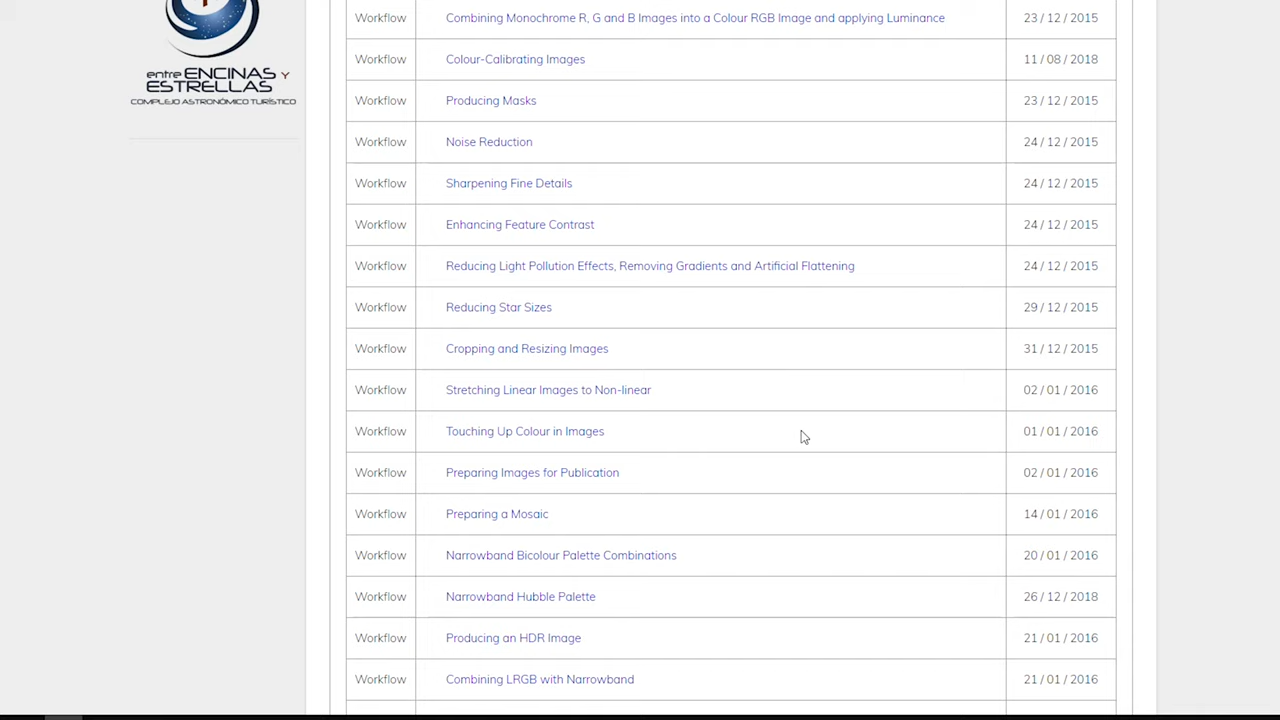 entre ENCINAS Y
ESTRELLAS
COMPLEJO ASTRONÓMICO TURÍSTICO
Workflow Combining Monochrome R, G and B Images into a Colour RGB Image and applying Luminance 23 / 12 / 2015
Workflow Colour-Calibrating Images 11 / 08 / 2018
Workflow Producing Masks 23 / 12 / 2015
Workflow Noise Reduction 24 / 12 / 2015
Workflow Sharpening Fine Details 24 / 12 / 2015
Workflow Enhancing Feature Contrast 24 / 12 / 2015
Workflow Reducing Light Pollution Effects, Removing Gradients and Artificial Flattening 24 / 12 / 2015
Workflow Reducing Star Sizes 29 / 12 / 2015
Workflow Cropping and Resizing Images 31 / 12 / 2015
Workflow Stretching Linear Images to Non-linear 02 / 01 / 2016
Workflow Touching Up Colour in Images 01 / 01 / 2016
Workflow Preparing Images for Publication 02 / 01 / 2016
Workflow Preparing a Mosaic 14 / 01 / 2016
Workflow Narrowband Bicolour Palette Combinations 20 / 01 / 2016
Workflow Narrowband Hubble Palette 26 / 12 / 2018
Workflow Producing an HDR Image 21 / 01 / 2016
Workflow Combining LRGB with Narrowband 21 / 01 / 2016